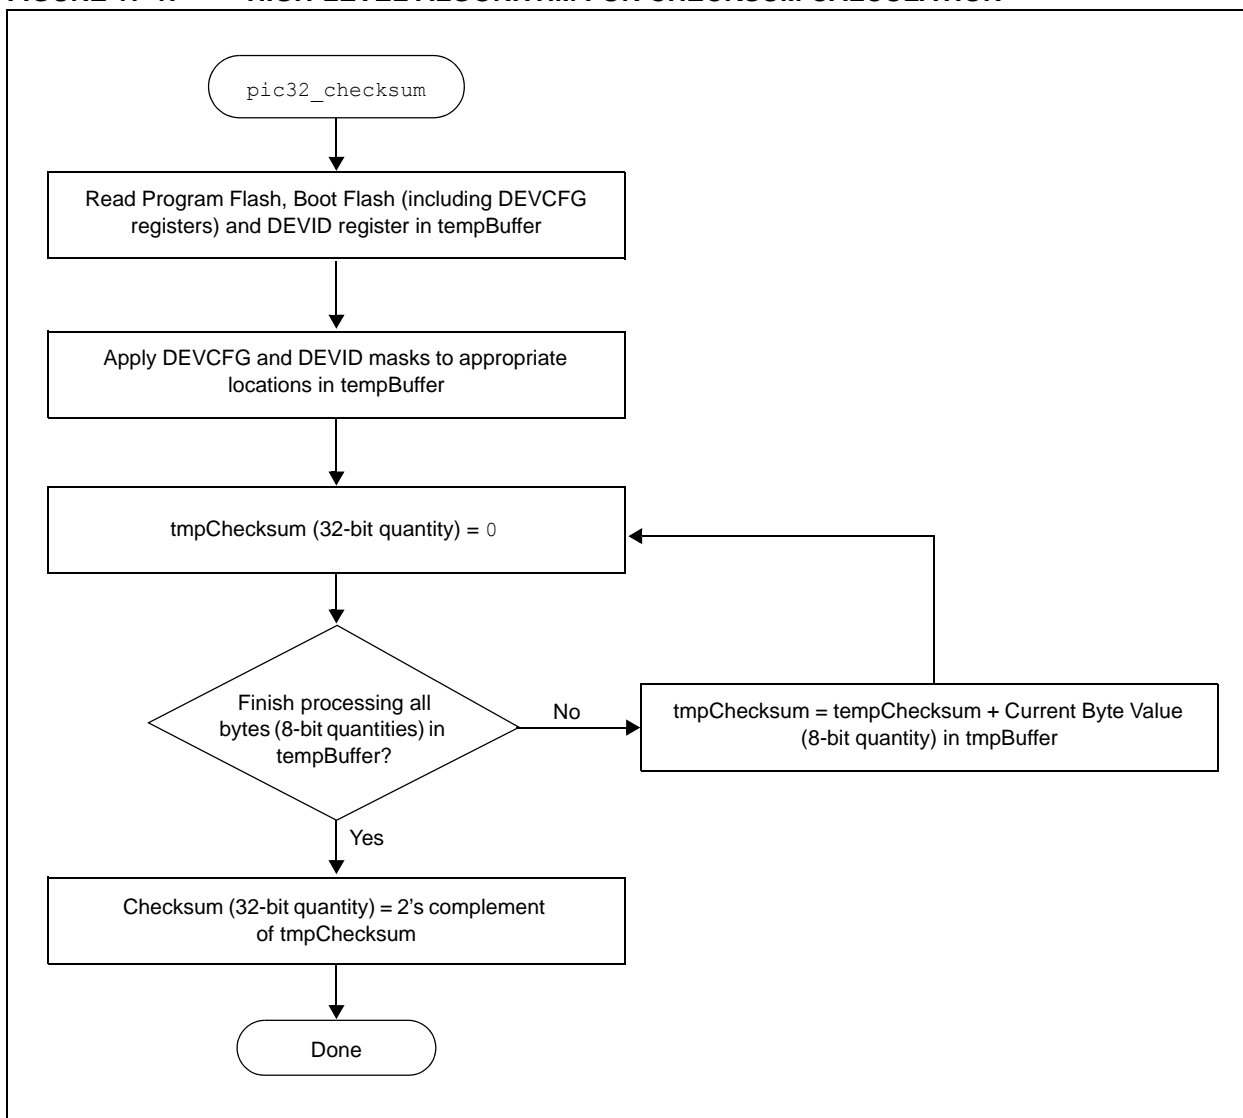 pic32_checksum
Read Program Flash, Boot Flash (including DEVCFG
registers) and DEVID register in tempBuffer
Apply DEVCFG and DEVID masks to appropriate
locations in tempBuffer
tmpChecksum (32-bit quantity) = 0
Finish processing all
bytes (8-bit quantities) in
tempBuffer?
No
tmpChecksum = tempChecksum + Current Byte Value
(8-bit quantity) in tmpBuffer
Yes
Checksum (32-bit quantity) = 2's complement
of tmpChecksum
Done